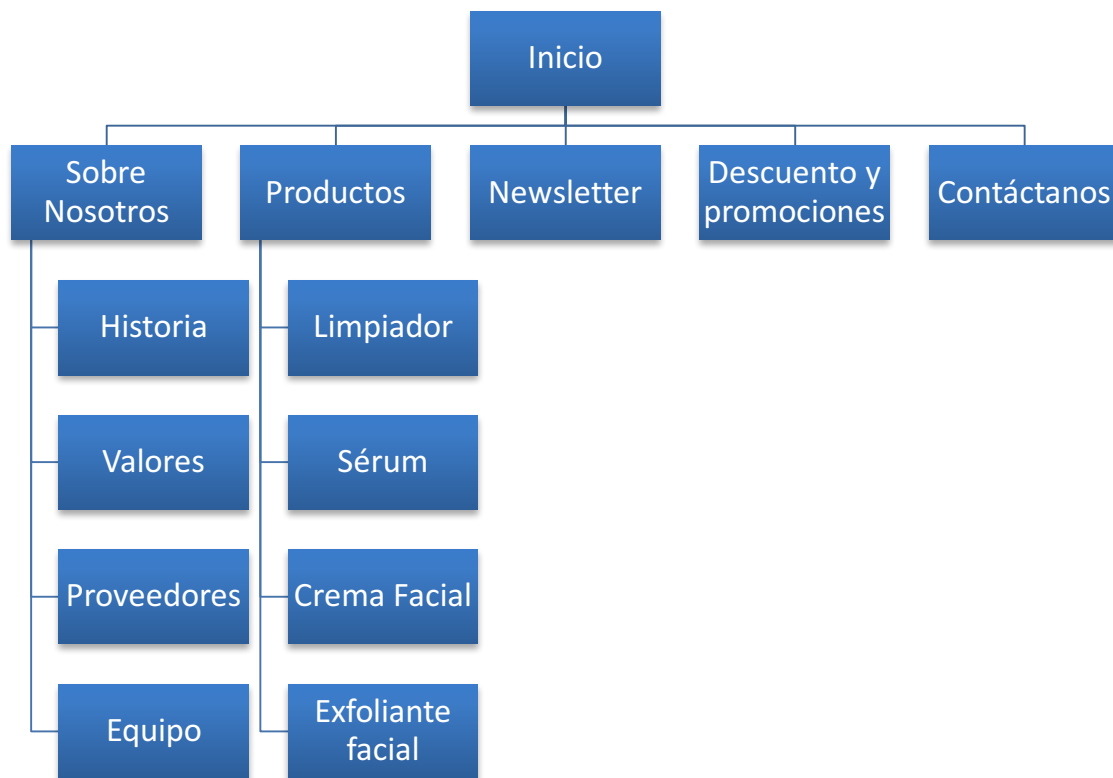 Inicio
Sobre
Nosotros
Productos
Newsletter
Descuento y
promociones
Contáctanos
Historia
Limpiador
Valores
Sérum
Proveedores
Crema Facial
Equipo
Exfoliante
facial